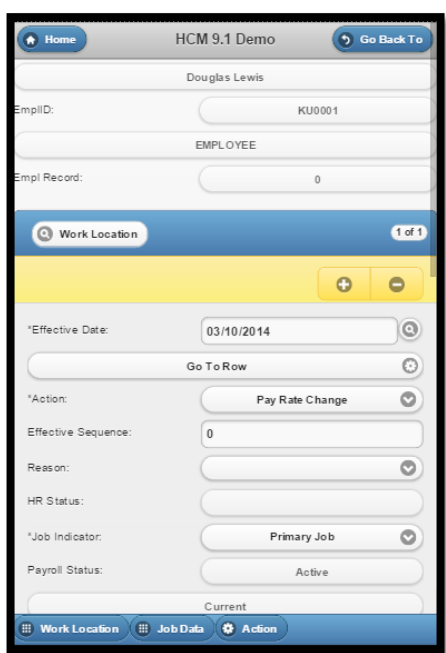 Home HCM 9.1 Demo Go Back To
Douglas Lewis
EmplID: KU0001
EMPLOYEE
Empl Record: 0
Work Location 1 of 1
*Effective Date: 03/10/2014
Go To Row
*Action: Pay Rate Change
Effective Sequence: 0
Reason:
HR Status:
*Job Indicator: Primary Job
Payroll Status: Active
Current
Work Location Job Data Action